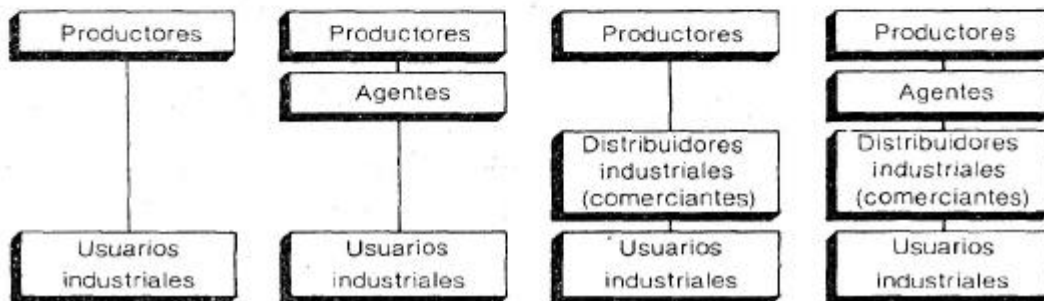 Productores
Usuarios
industriales
Productores
Agentes
Usuarios
industriales
Productores
Distribuidores
industriales
(comerciantes)
Usuarios
industriales
Productores
Agentes
Distribuidores
industriales
(comerciantes)
Usuarios
industriales